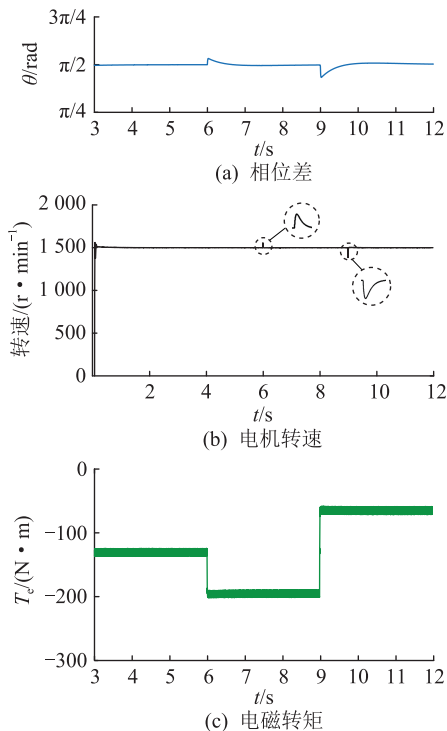 3π/4
π/2
π/4
θ/rad
3 4 5 6 7 8 9 10 11 12
t/s
(a) 相位差
2 000
1 500
1 000
500
0
转速/(r·min⁻¹)
2 4 6 8 10 12
t/s
(b) 电机转速
0
−100
−200
−300
Te/(N·m)
3 4 5 6 7 8 9 10 11 12
t/s
(c) 电磁转矩